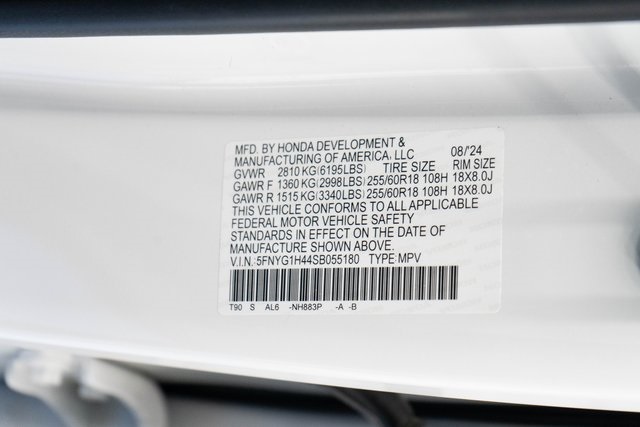 MFD. BY HONDA DEVELOPMENT &
MANUFACTURING OF AMERICA, LLC 08/'24
GVWR 2810 KG(6195LBS) TIRE SIZE RIM SIZE
GAWR F 1360 KG(2998LBS) 255/60R18 108H 18X8.0J
GAWR R 1515 KG(3340LBS) 255/60R18 108H 18X8.0J
THIS VEHICLE CONFORMS TO ALL APPLICABLE
FEDERAL MOTOR VEHICLE SAFETY
STANDARDS IN EFFECT ON THE DATE OF
MANUFACTURE SHOWN ABOVE.
V.I.N: 5FNYG1H44SB055180 TYPE: MPV
T90 S AL6 -NH883P -A -B